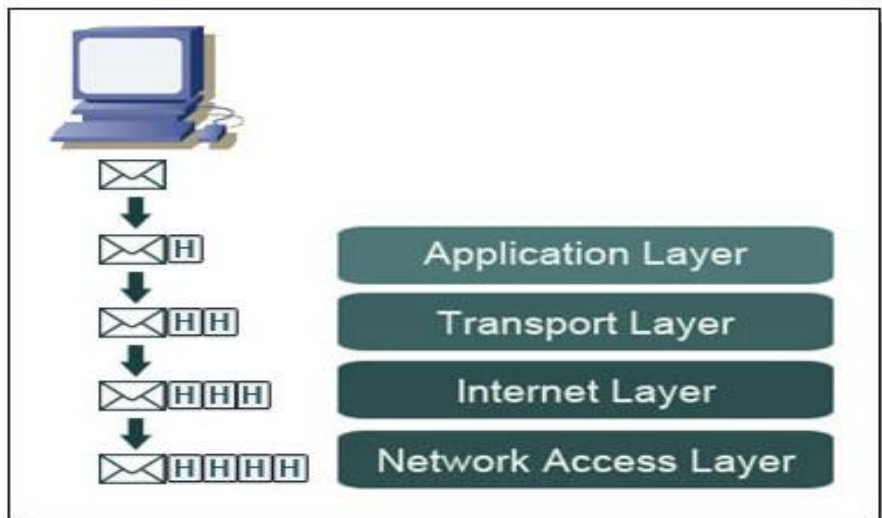 H
Application Layer
H H
Transport Layer
H H H
Internet Layer
H H H H
Network Access Layer